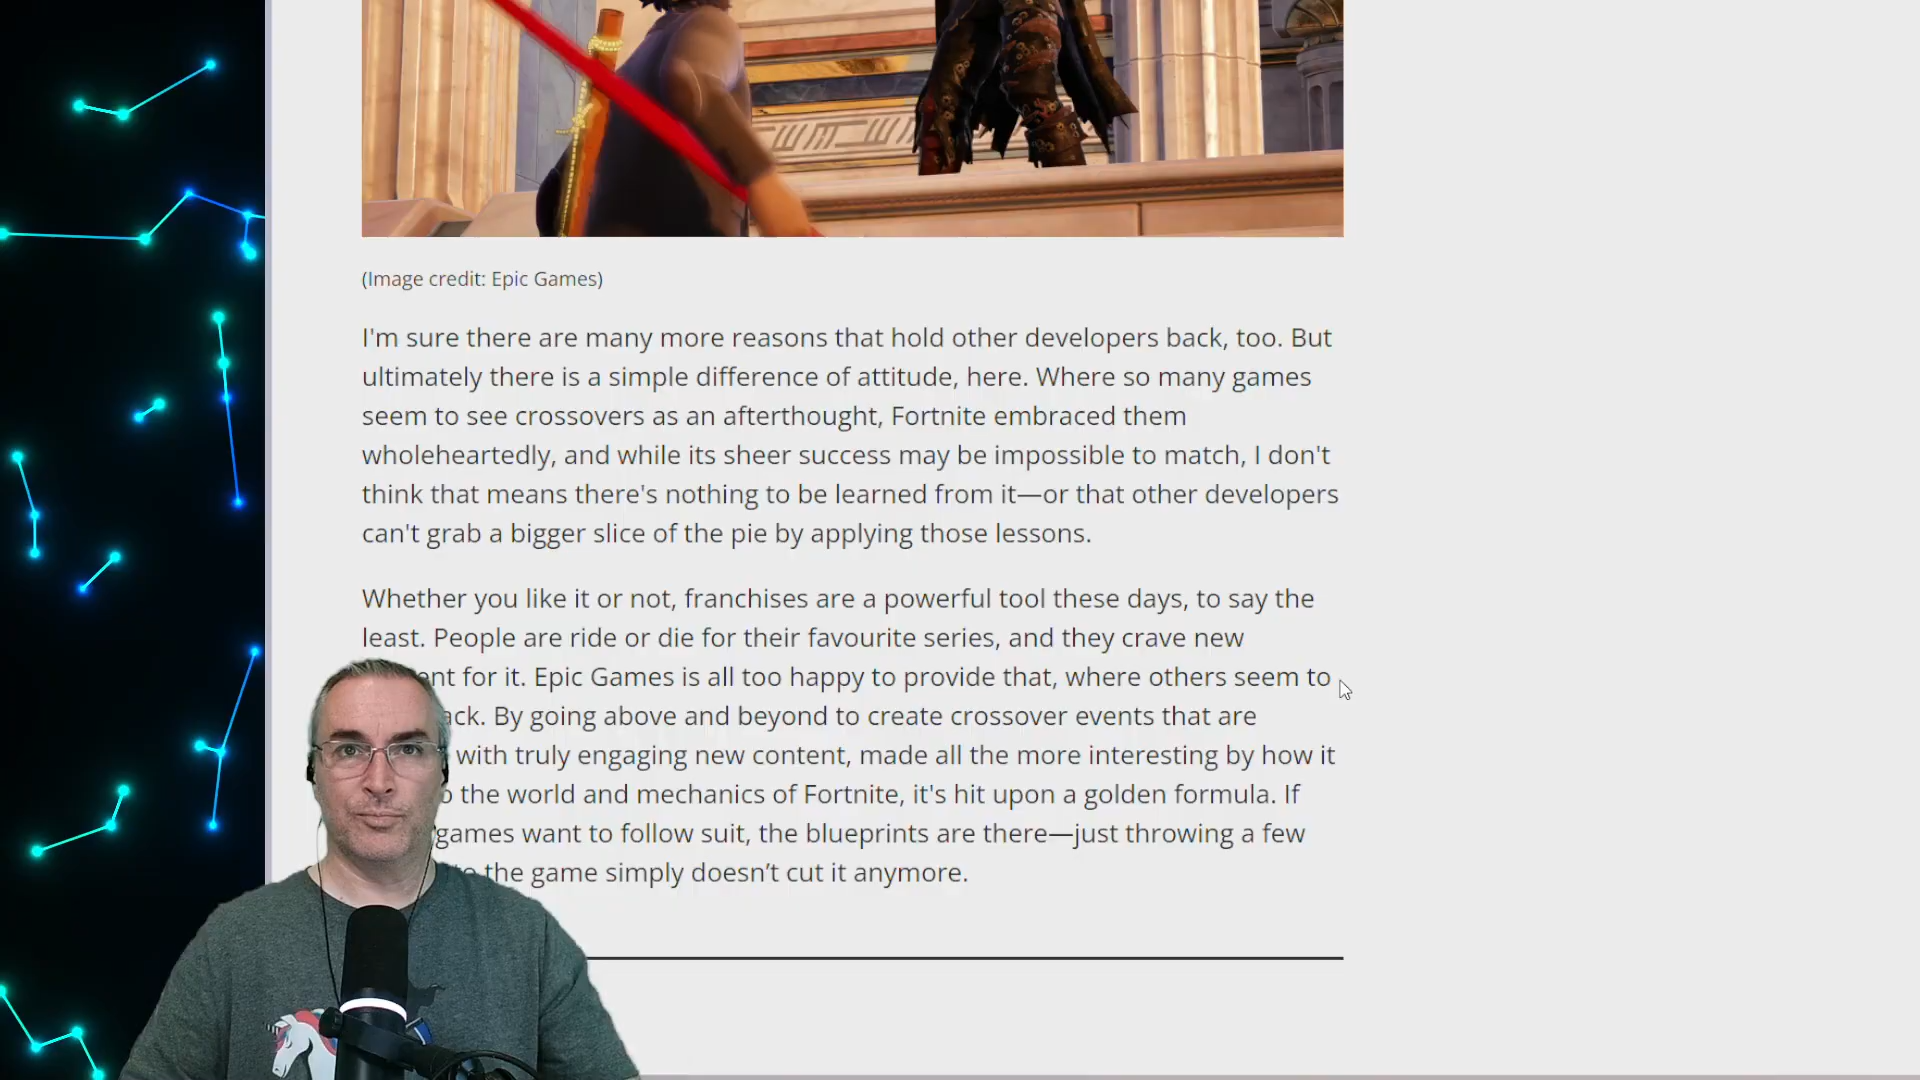 (Image credit: Epic Games)
I'm sure there are many more reasons that hold other developers back, too. But
ultimately there is a simple difference of attitude, here. Where so many games
seem to see crossovers as an afterthought, Fortnite embraced them
wholeheartedly, and while its sheer success may be impossible to match, I don't
think that means there's nothing to be learned from it—or that other developers
can't grab a bigger slice of the pie by applying those lessons.
Whether you like it or not, franchises are a powerful tool these days, to say the
least. People are ride or die for their favourite series, and they crave new
for it. Epic Games is all too happy to provide that, where others seem to
By going above and beyond to create crossover events that are
with truly engaging new content, made all the more interesting by how it
the world and mechanics of Fortnite, it's hit upon a golden formula. If
games want to follow suit, the blueprints are there—just throwing a few
the game simply doesn’t cut it anymore.